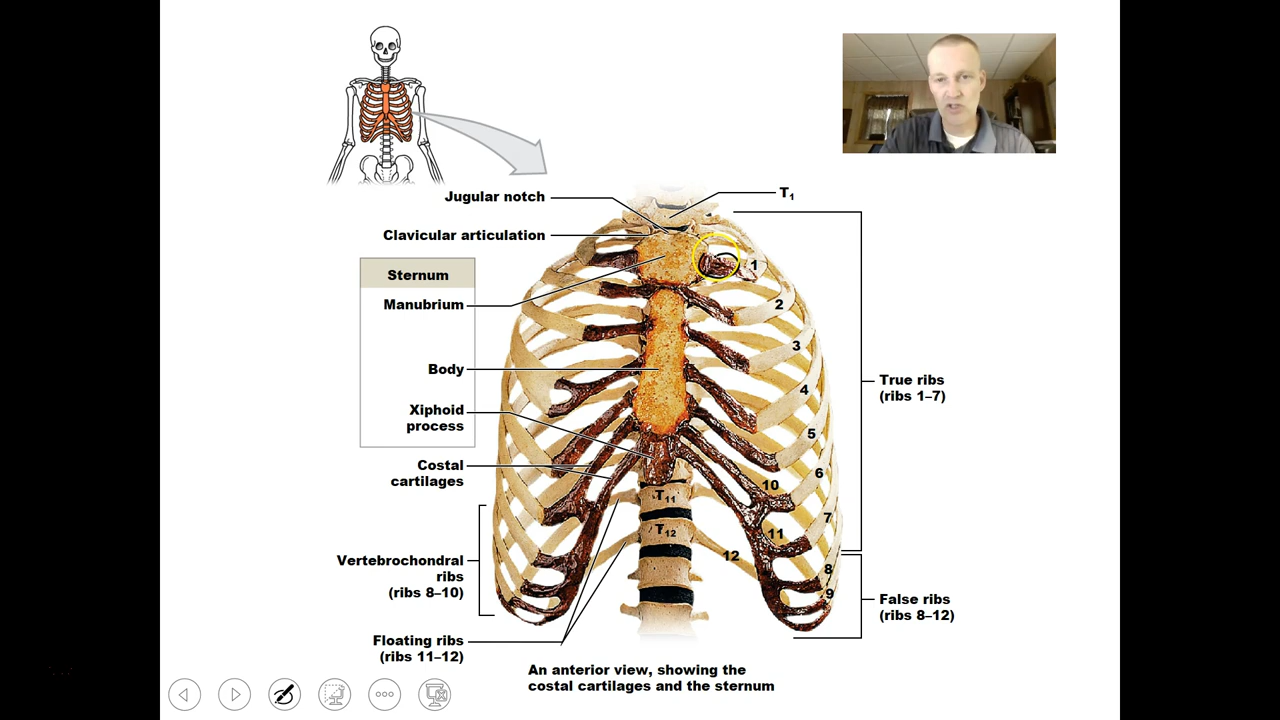 Jugular notch
T1
Clavicular articulation
Sternum
1
Manubrium
2
3
Body
True ribs
(ribs 1–7)
4
Xiphoid
process
5
Costal
cartilages
6
10
T11
7
T12
11
12
Vertebrochondral
ribs
(ribs 8–10)
8
9
False ribs
(ribs 8–12)
Floating ribs
(ribs 11–12)
An anterior view, showing the
costal cartilages and the sternum